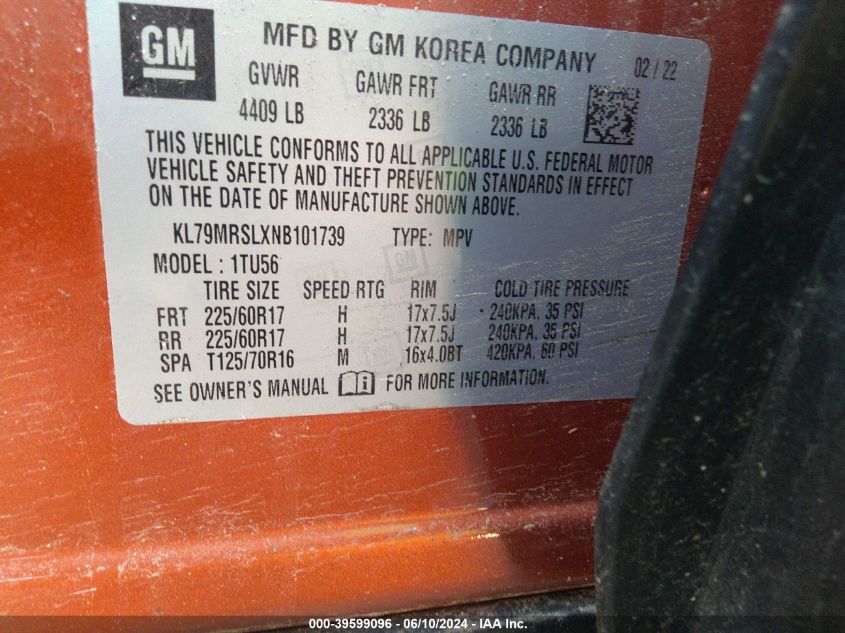 GM MFD BY GM KOREA COMPANY 02/22
GVWR GAWR FRT GAWR RR
4409 LB 2336 LB 2336 LB
THIS VEHICLE CONFORMS TO ALL APPLICABLE U.S. FEDERAL MOTOR
VEHICLE SAFETY AND THEFT PREVENTION STANDARDS IN EFFECT
ON THE DATE OF MANUFACTURE SHOWN ABOVE.
KL79MRSLXNB101739 TYPE: MPV
MODEL : 1TU56
TIRE SIZE SPEED RTG RIM COLD TIRE PRESSURE
FRT 225/60R17 H 17x7.5J 240KPA. 35 PSI
RR 225/60R17 H 17x7.5J 240KPA. 35 PSI
SPA T125/70R16 M 16x4.0BT 420KPA. 60 PSI
SEE OWNER'S MANUAL FOR MORE INFORMATION.
000-39599096 - 06/10/2024 - IAA Inc.